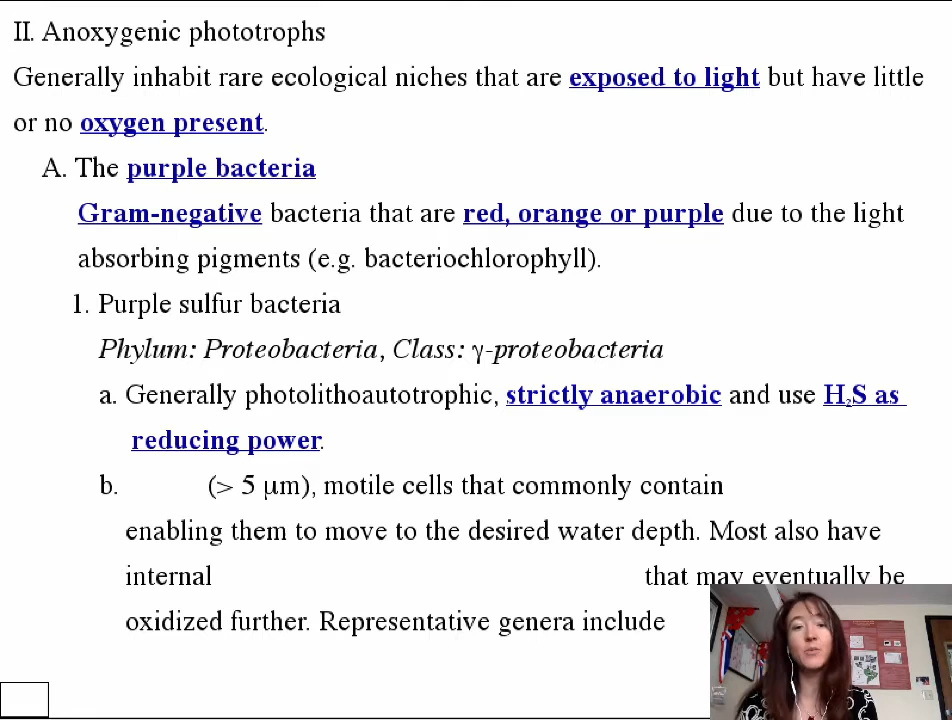 II. Anoxygenic phototrophs
Generally inhabit rare ecological niches that are exposed to light but have little
or no oxygen present.
A. The purple bacteria
Gram-negative bacteria that are red, orange or purple due to the light
absorbing pigments (e.g. bacteriochlorophyll).
1. Purple sulfur bacteria
Phylum: Proteobacteria, Class: γ-proteobacteria
a. Generally photolithoautotrophic, strictly anaerobic and use H₂S as
reducing power.
b. (> 5 μm), motile cells that commonly contain
enabling them to move to the desired water depth. Most also have
internal that may eventually be
oxidized further. Representative genera include